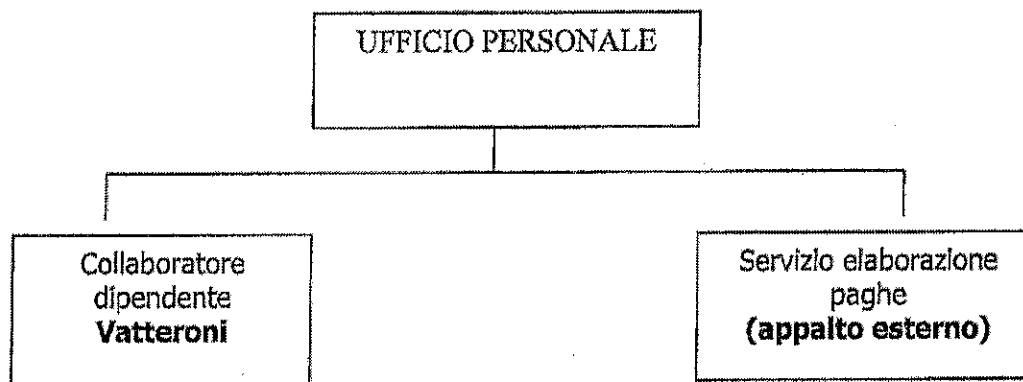 UFFICIO PERSONALE
Collaboratore
dipendente
Vatteroni
Servizio elaborazione
paghe
(appalto esterno)